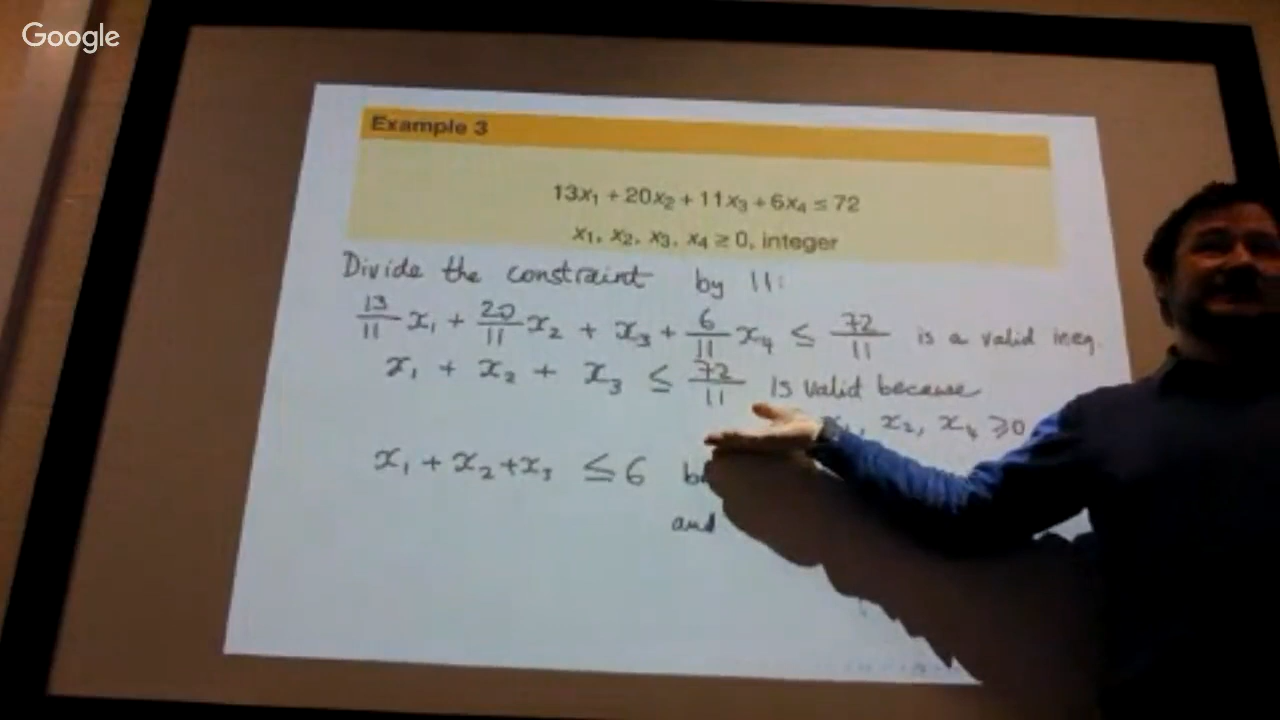 Google
Example 3
13x₁ + 20x₂ + 11x₃ + 6x₄ ≤ 72
x₁, x₂, x₃, x₄ ≥ 0, integer
Divide the constraint by 11:
13/11 x₁ + 20/11 x₂ + x₃ + 6/11 x₄ ≤ 72/11 is a valid ineq.
x₁ + x₂ + x₃ ≤ 72/11 is valid because
x₁, x₂, x₄ ≥ 0
x₁ + x₂ + x₃ ≤ 6
and